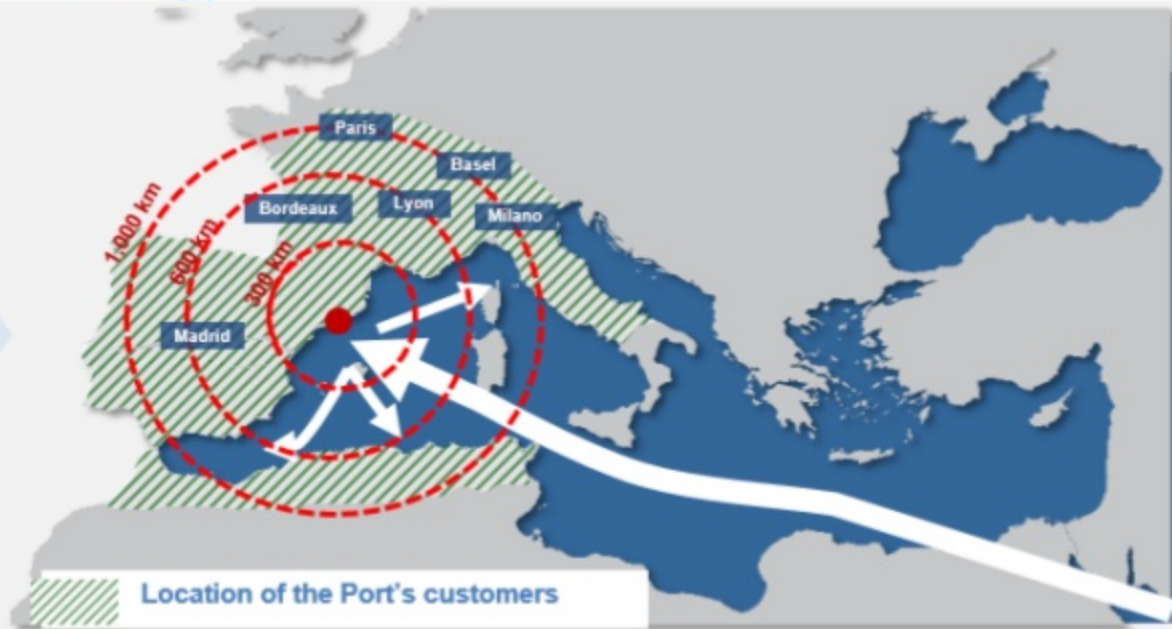 Paris
Basel
Bordeaux
Lyon
Milano
Madrid
1.000 km
600 km
300 km
Location of the Port's customers